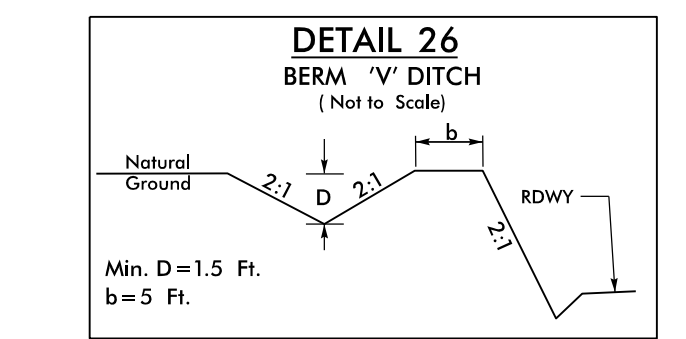 DETAIL 26
BERM 'V' DITCH
(Not to Scale)
b
Natural
Ground
2:1
D
2:1
RDWY
2:1
Min. D=1.5 Ft.
b=5 Ft.